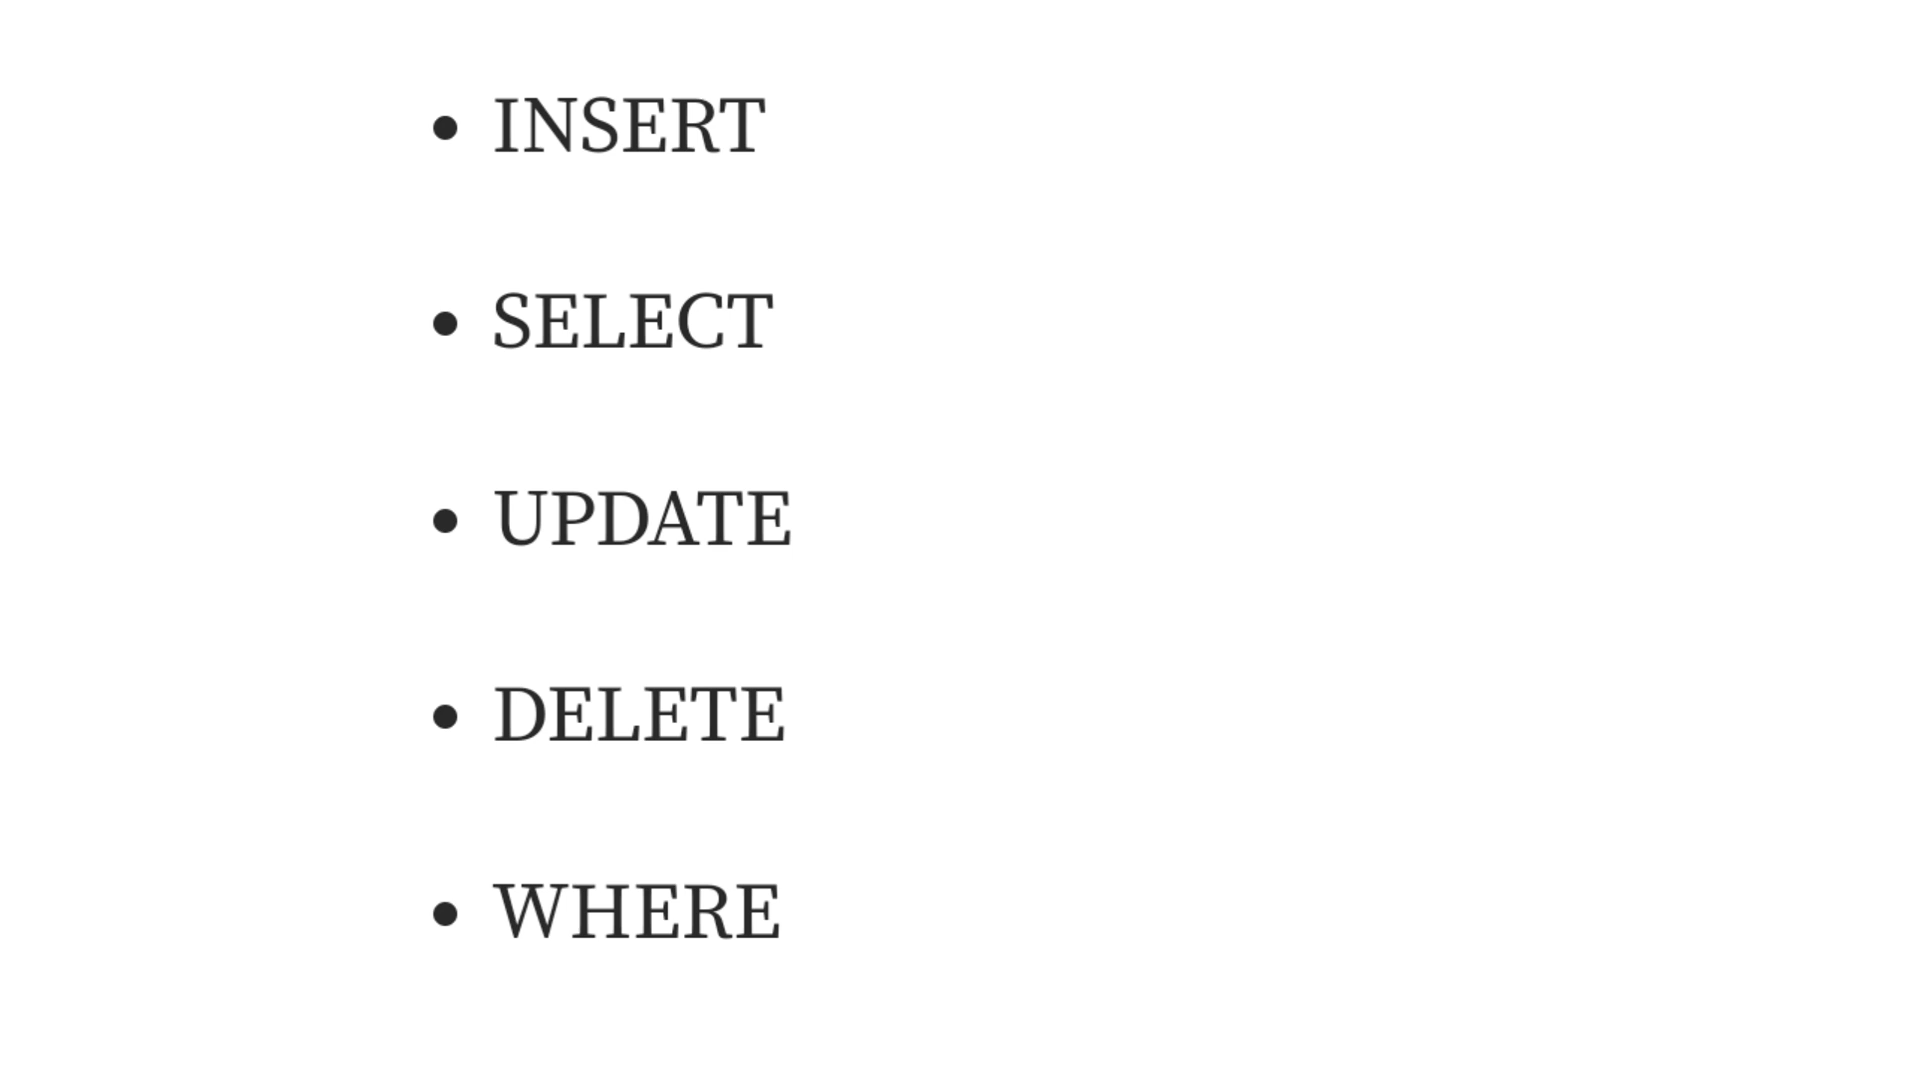 • INSERT
• SELECT
• UPDATE
• DELETE
• WHERE